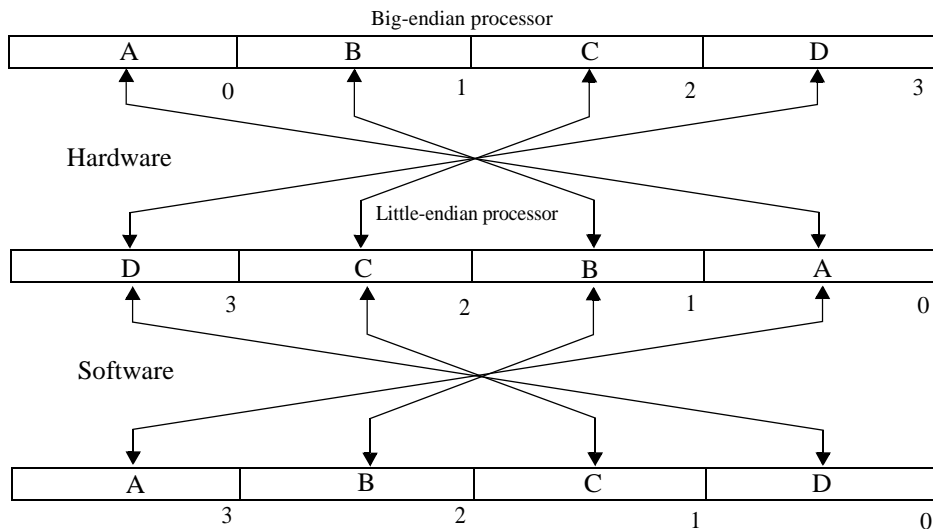 Big-endian processor
A B C D
0 1 2 3
Hardware
Little-endian processor
D C B A
3 2 1 0
Software
A B C D
3 2 1 0